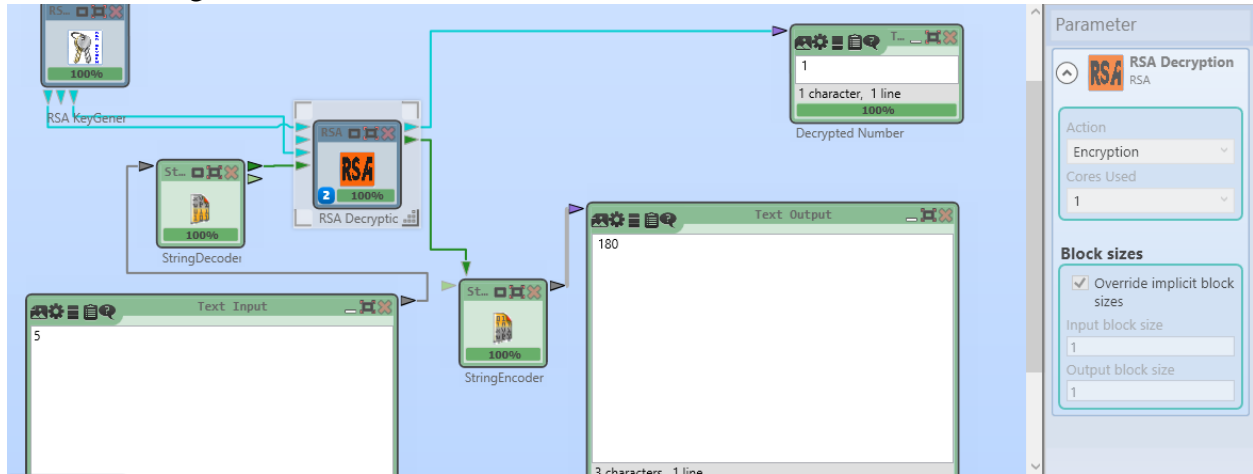 RS...
100%
RSA KeyGener
T...
1
1 character, 1 line
100%
Decrypted Number
RSA
RSA
2
100%
RSA Decryptic
St...
100%
StringDecoder
Text Input
5
St...
100%
StringEncoder
Text Output
180
3 characters, 1 line
Parameter
RSA
RSA Decryption
RSA
Action
Encryption
Cores Used
1
Block sizes
Override implicit block
sizes
Input block size
1
Output block size
1